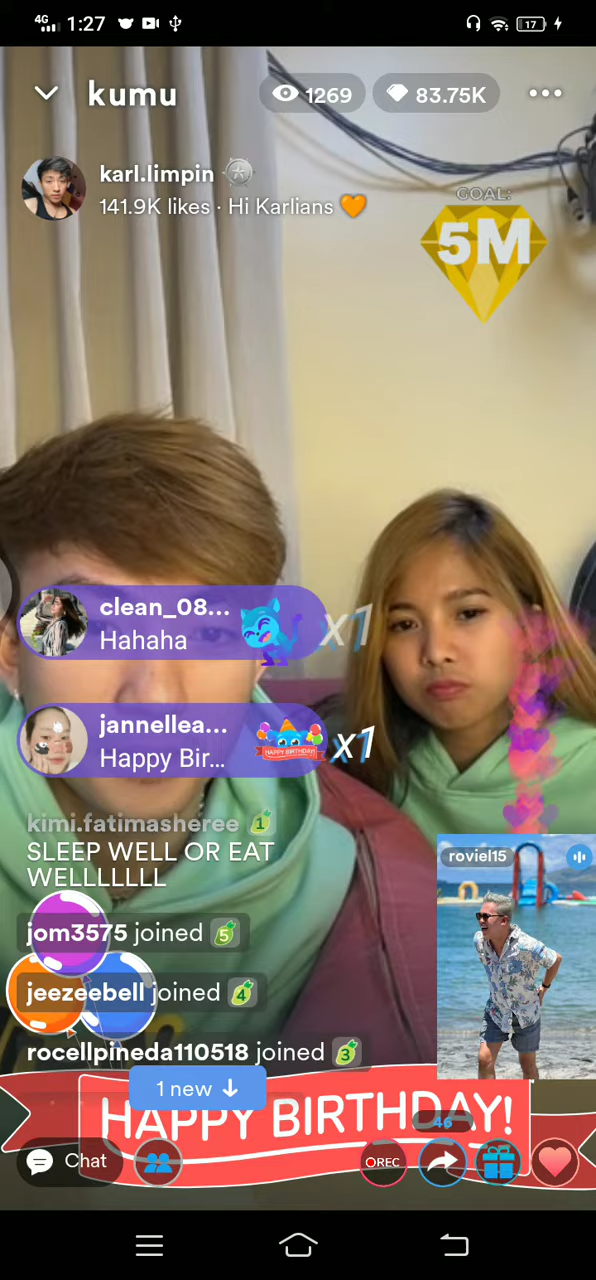 4G 1:27 17
kumu 1269 83.75K
karl.limpin
141.9K likes · Hi Karlians 🧡
GOAL:
5M
clean_08...
Hahaha
x1
jannellea...
Happy Bir...
HAPPY BIRTHDAY!
x1
kimi.fatimasheree 1
SLEEP WELL OR EAT
WELLLLLLL
roviel15
jom3575 joined 5
jeezeebell joined 4
rocellpineda110518 joined 3
1 new ↓
HAPPY BIRTHDAY!
46
Chat
REC